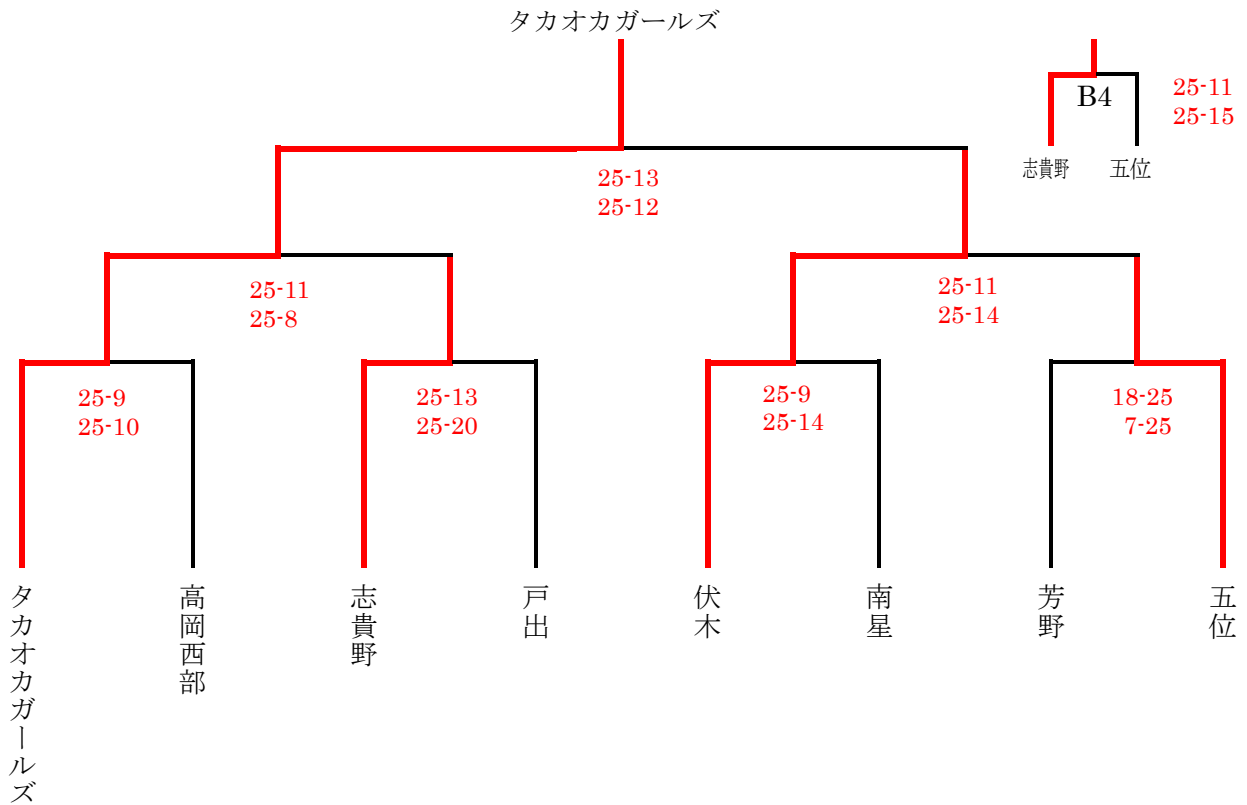 タカオカガールズ
B4
25-11
25-15
志貴野
五位
25-13
25-12
25-11
25-8
25-11
25-14
25-9
25-10
25-13
25-20
25-9
25-14
18-25
7-25
タカオカガールズ
高岡西部
志貴野
戸出
伏木
南星
芳野
五位